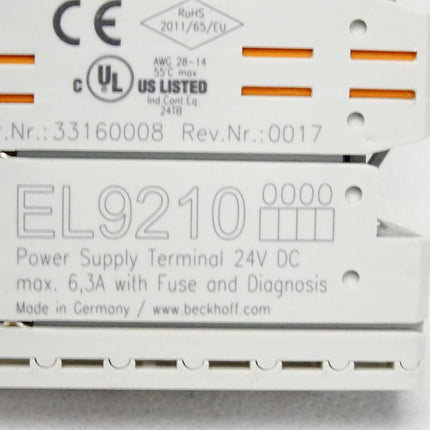 CE
RoHS
2011/65/EU
AWG 28-14
55°C max
c UL US LISTED
Ind Cont Eq
24TB
.Nr.:33160008 Rev.Nr.:0017
EL9210 0000
Power Supply Terminal 24V DC
max. 6,3A with Fuse and Diagnosis
Made in Germany / www.beckhoff.com